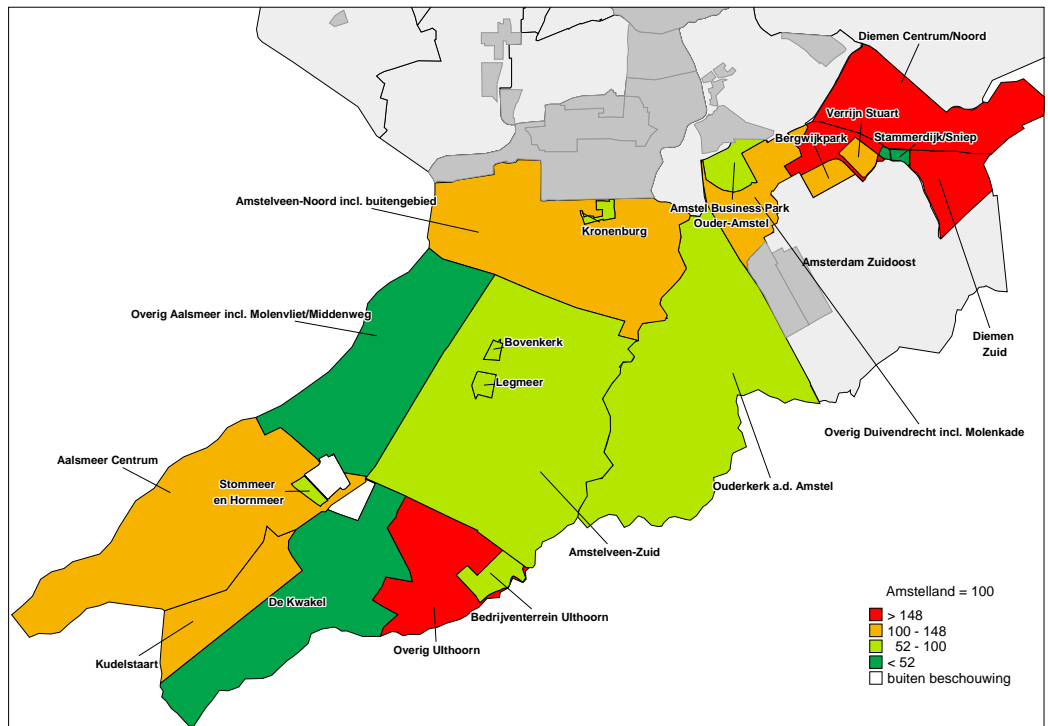 Diemen Centrum/Noord
Verrijn Stuart
Bergwijkpark
Stammerdijk/Sniep
Amstelveen-Noord incl. buitengebied
Amstel Business Park
Ouder-Amstel
Kronenburg
Amsterdam Zuidoost
Overig Aalsmeer incl. Molenvliet/Middenweg
Diemen
Zuid
Bovenkerk
Legmeer
Overig Duivendrecht incl. Molenkade
Aalsmeer Centrum
Stommeer
en Hornmeer
Ouderkerk a.d. Amstel
Amstelveen-Zuid
De Kwakel
Bedrijventerrein UIthoorn
Overig UIthoorn
Kudelstaart
Amstelland = 100
> 148
100 - 148
52 - 100
< 52
buiten beschouwing